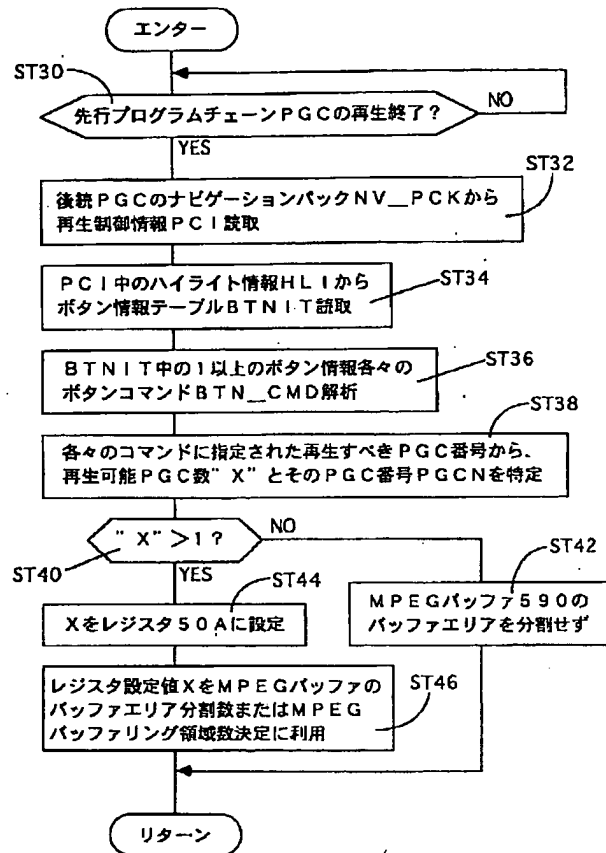 エンター
ST30
先行プログラムチェーンPGCの再生終了?
NO
YES
ST32
後続PGCのナビゲーションパックNV__PCKから
再生制御情報PCI読取
ST34
PCI中のハイライト情報HLIから
ボタン情報テーブルBTNIT読取
ST36
BTNIT中の1以上のボタン情報各々の
ボタンコマンドBTN__CMD解析
ST38
各々のコマンドに指定された再生すべきPGC番号から、
再生可能PGC数"X"とそのPGC番号PGCNを特定
"X">1?
NO
ST40
YES
ST42
ST44
Xをレジスタ50Aに設定
MPEGバッファ590の
バッファエリアを分割せず
レジスタ設定値XをMPEGバッファの
バッファエリア分割数またはMPEG
バッファリング領域数決定に利用
ST46
リターン